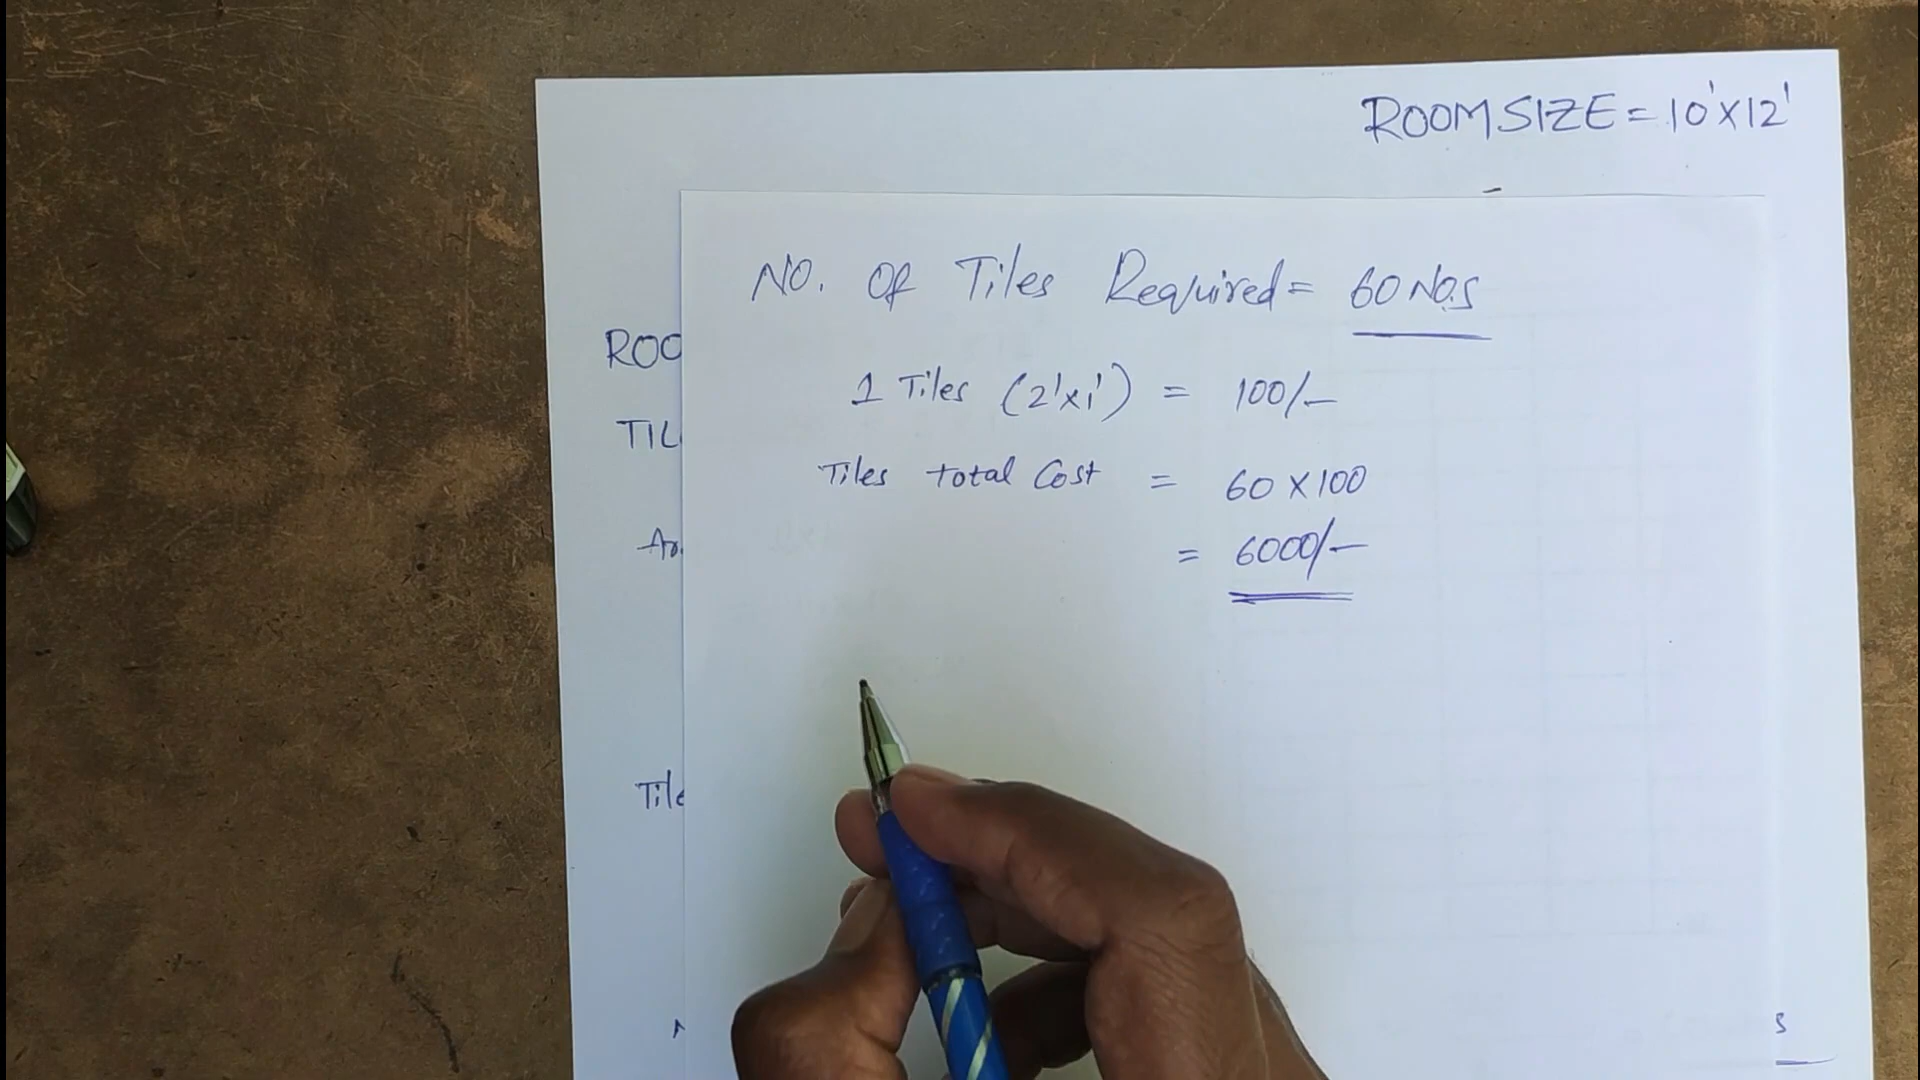 ROOM SIZE = 10'X12'
NO. Of Tiles Required = 60 Nos
ROO
1 Tiles (2'x1') = 100/-
TIL
Tiles total Cost = 60 X 100
Ar
= 6000/-
Tile
s